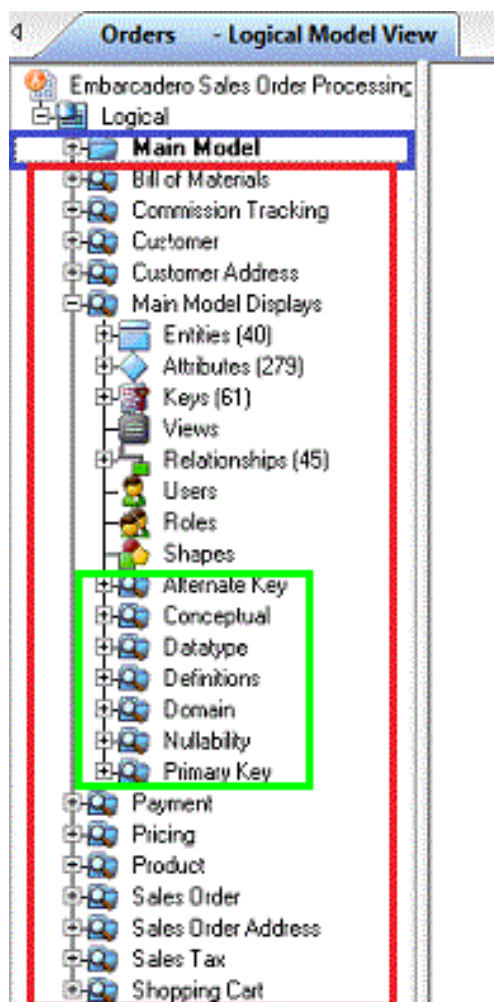 Orders - Logical Model View
Embarcadero Sales Order Processing
Logical
Main Model
Bill of Materials
Commission Tracking
Customer
Customer Address
Main Model Displays
Entities (40)
Attributes (279)
Keys (61)
Views
Relationships (45)
Users
Roles
Shapes
Alternate Key
Conceptual
Datatype
Definitions
Domain
Nullability
Primary Key
Payment
Pricing
Product
Sales Order
Sales Order Address
Sales Tax
Shopping Cart